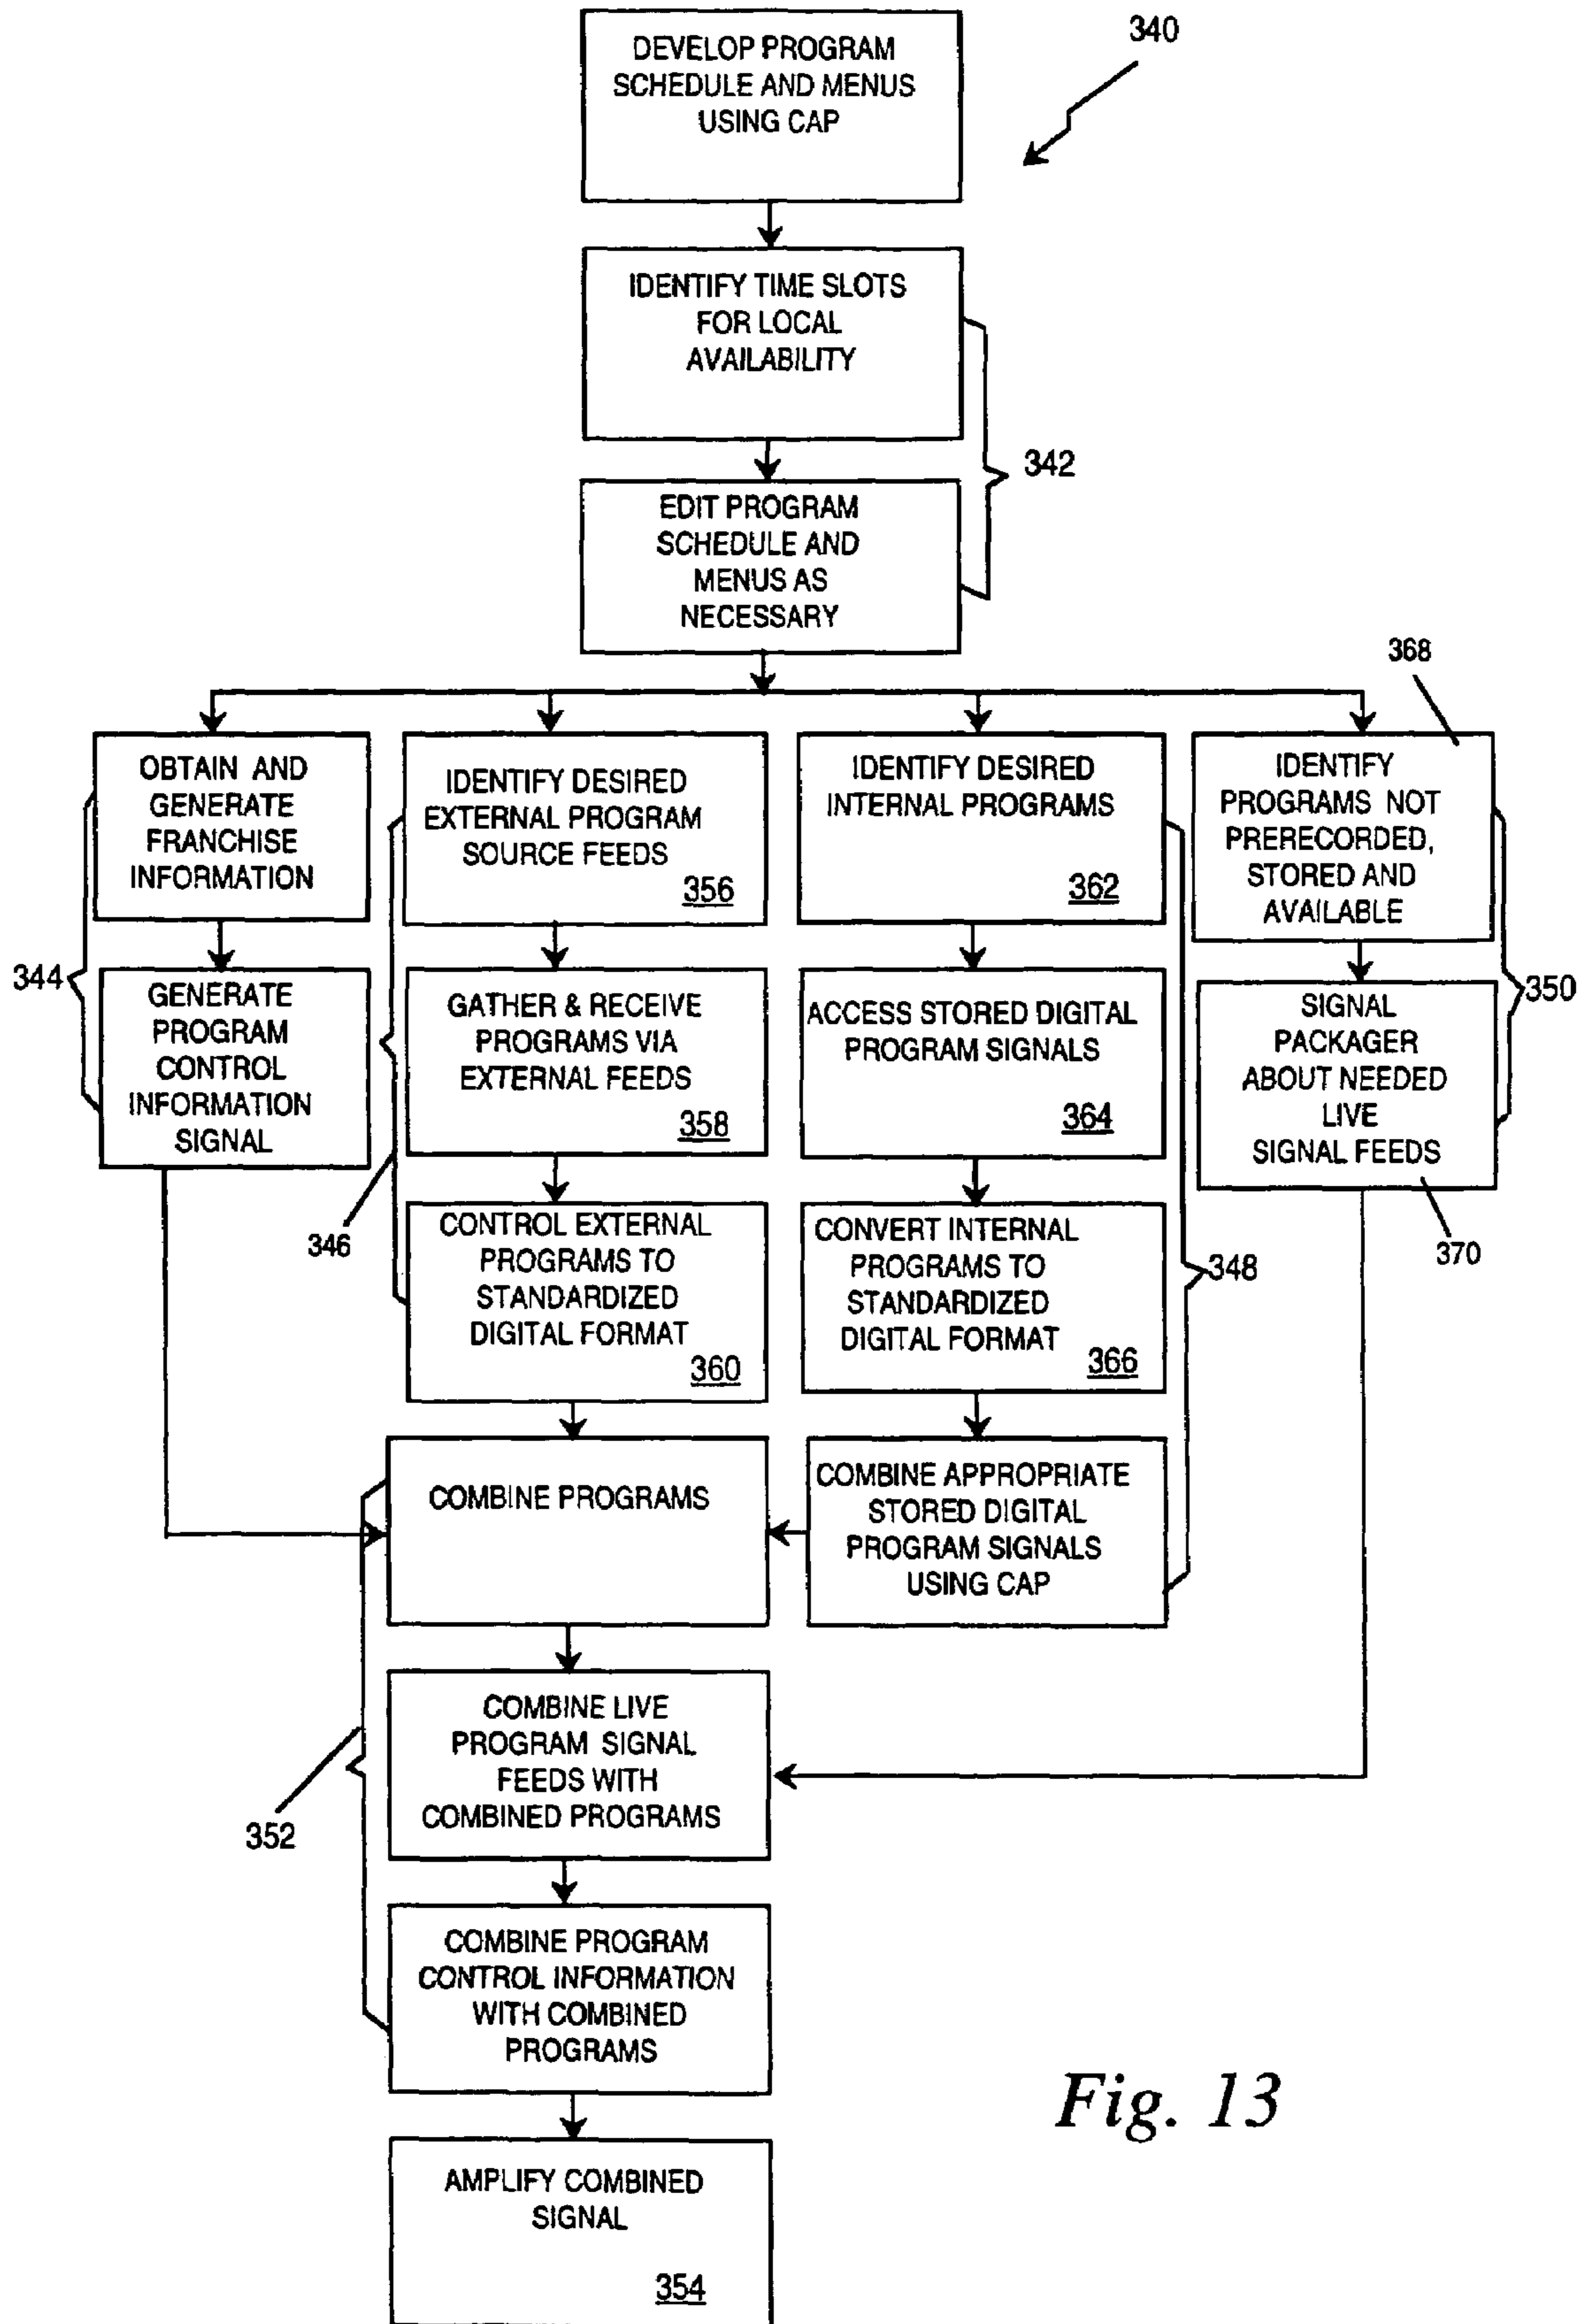 340
DEVELOP PROGRAM
SCHEDULE AND MENUS
USING CAP
IDENTIFY TIME SLOTS
FOR LOCAL
AVAILABILITY
342
EDIT PROGRAM
SCHEDULE AND
MENUS AS
NECESSARY
368
OBTAIN AND
GENERATE
FRANCHISE
INFORMATION
344
GENERATE
PROGRAM
CONTROL
INFORMATION
SIGNAL
IDENTIFY DESIRED
EXTERNAL PROGRAM
SOURCE FEEDS
356
GATHER & RECEIVE
PROGRAMS VIA
EXTERNAL FEEDS
358
346
CONTROL EXTERNAL
PROGRAMS TO
STANDARDIZED
DIGITAL FORMAT
360
IDENTIFY DESIRED
INTERNAL PROGRAMS
362
ACCESS STORED DIGITAL
PROGRAM SIGNALS
364
CONVERT INTERNAL
PROGRAMS TO
STANDARDIZED
DIGITAL FORMAT
366
348
COMBINE APPROPRIATE
STORED DIGITAL
PROGRAM SIGNALS
USING CAP
IDENTIFY
PROGRAMS NOT
PRERECORDED,
STORED AND
AVAILABLE
350
SIGNAL
PACKAGER
ABOUT NEEDED
LIVE
SIGNAL FEEDS
370
COMBINE PROGRAMS
COMBINE LIVE
PROGRAM SIGNAL
FEEDS WITH
COMBINED PROGRAMS
352
COMBINE PROGRAM
CONTROL INFORMATION
WITH COMBINED
PROGRAMS
AMPLIFY COMBINED
SIGNAL
354
Fig. 13